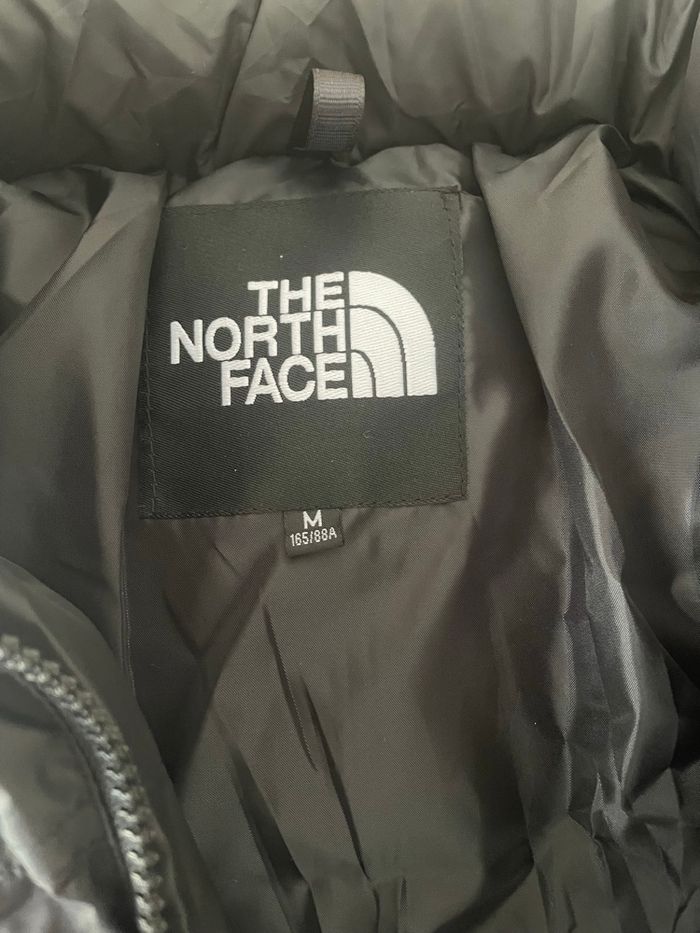 THE
NORTH
FACE
M
165/88A